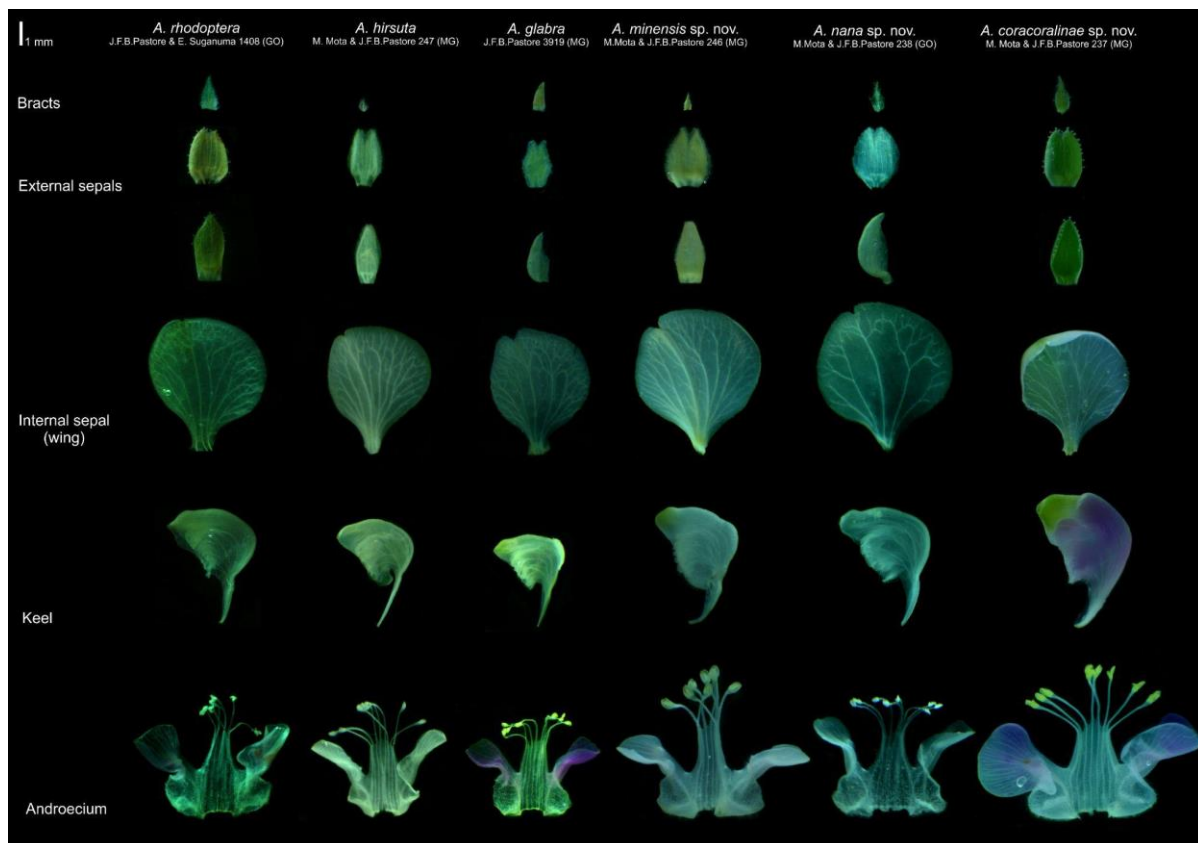 1 mm
A. rhodoptera
J.F.B.Pastore & E. Suganuma 1408 (GO)
A. hirsuta
M. Mota & J.F.B.Pastore 247 (MG)
A. glabra
J.F.B.Pastore 3919 (MG)
A. minensis sp. nov.
M.Mota & J.F.B.Pastore 246 (MG)
A. nana sp. nov.
M.Mota & J.F.B.Pastore 238 (GO)
A. coracoralinae sp. nov.
M. Mota & J.F.B.Pastore 237 (MG)
Bracts
External sepals
Internal sepal
(wing)
Keel
Androecium